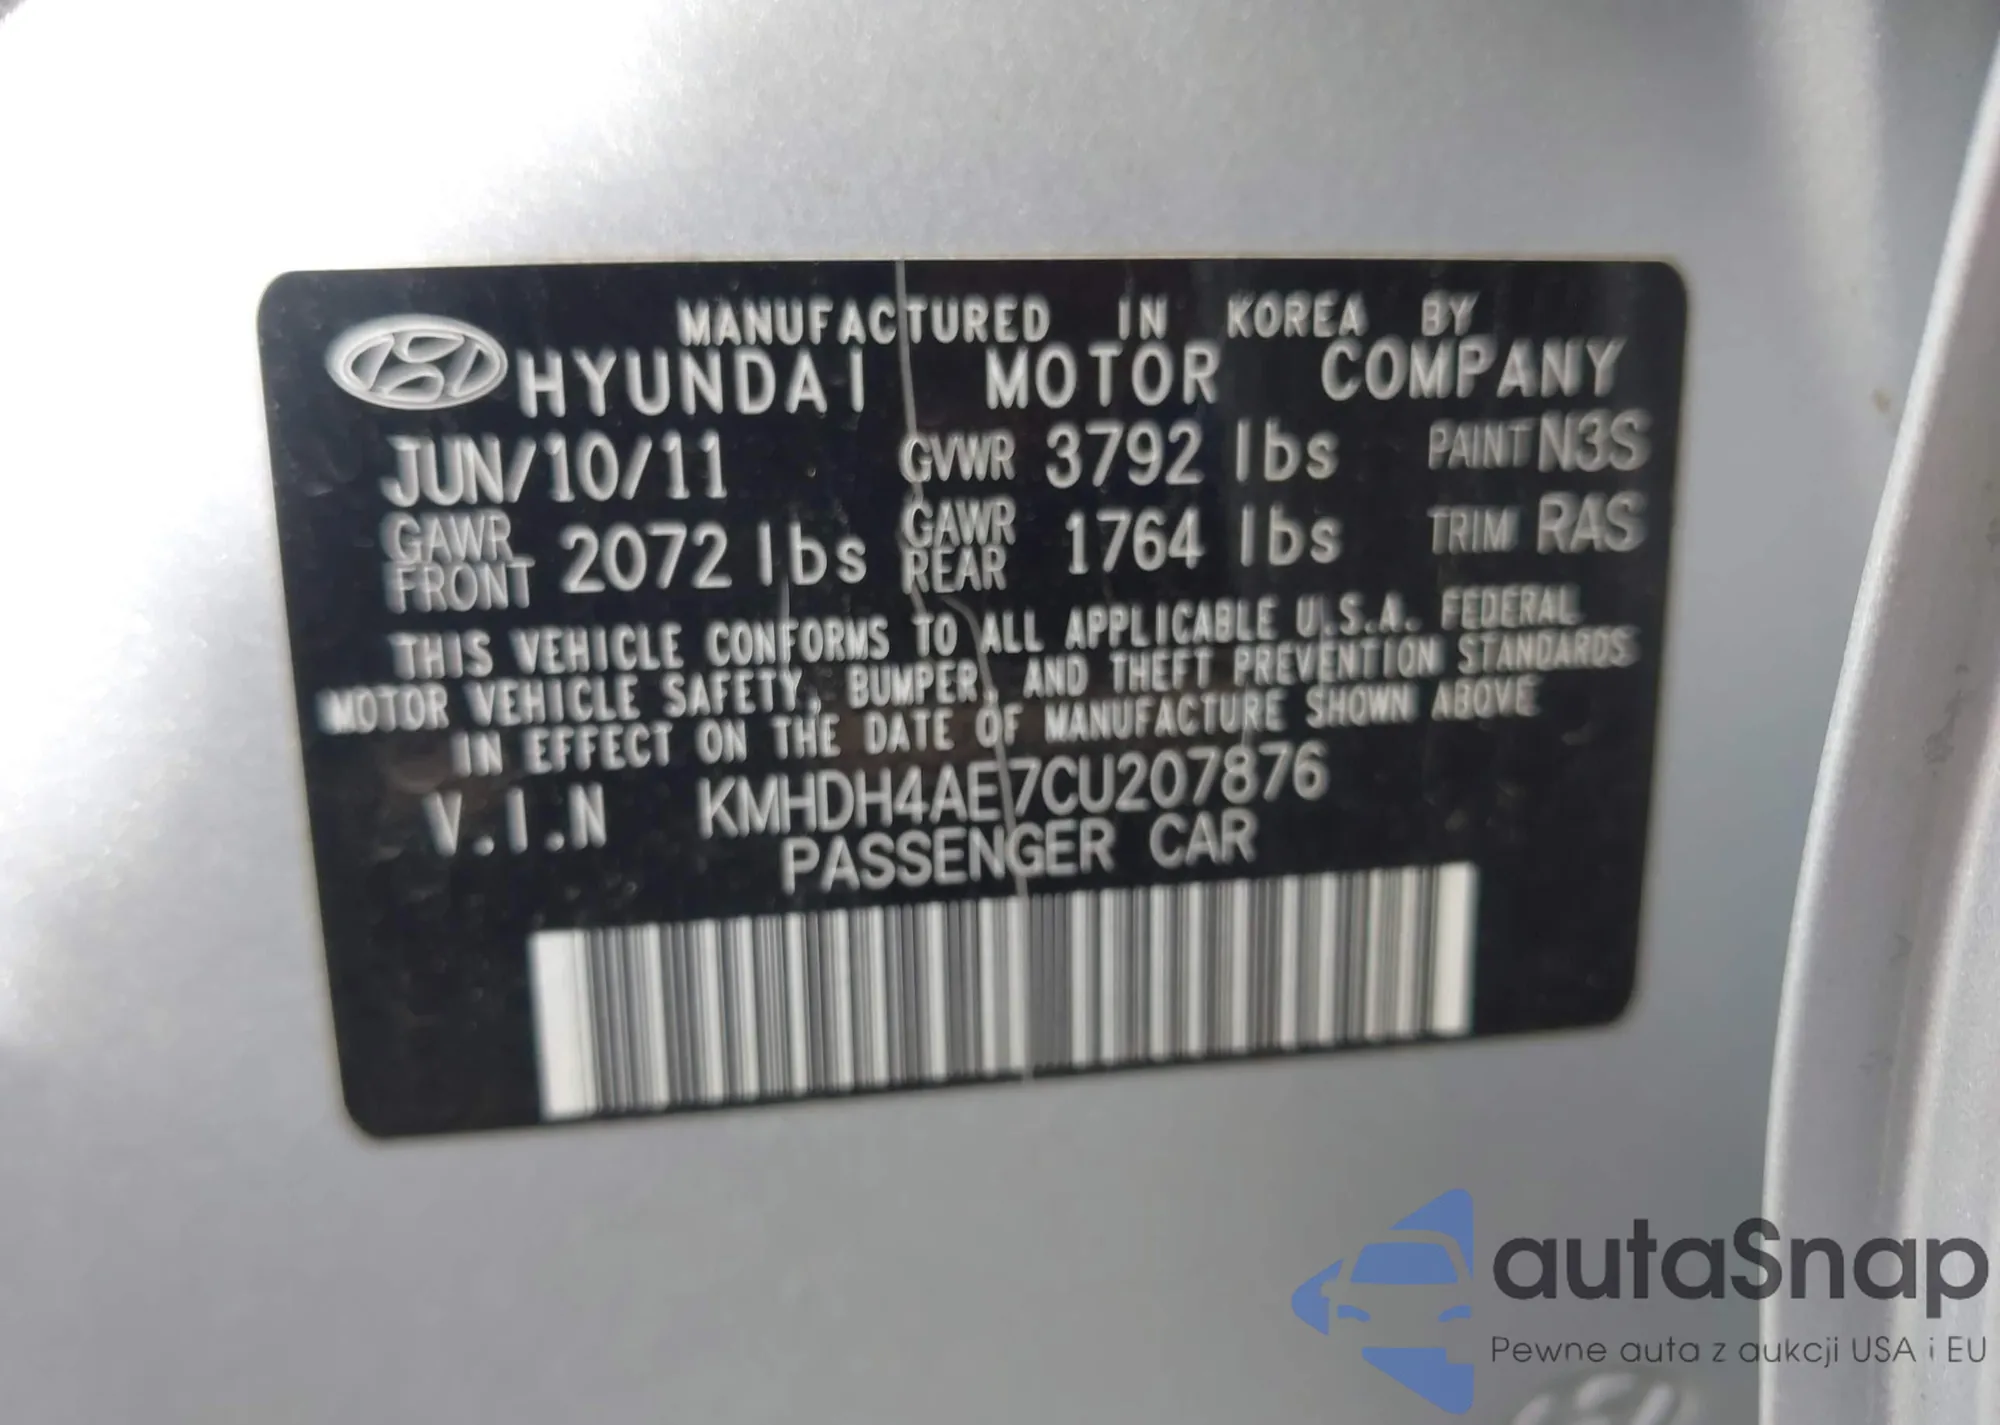 MANUFACTURED IN KOREA BY
HYUNDAI MOTOR COMPANY
JUN/10/11 GVWR 3792 lbs PAINT N3S
GAWR FRONT 2072 lbs GAWR REAR 1764 lbs TRIM RAS
THIS VEHICLE CONFORMS TO ALL APPLICABLE U.S.A. FEDERAL
MOTOR VEHICLE SAFETY, BUMPER, AND THEFT PREVENTION STANDARDS
IN EFFECT ON THE DATE OF MANUFACTURE SHOWN ABOVE
V.I.N KMHDH4AE7CU207876
PASSENGER CAR
autaSnap
Pewne auta z aukcji USA i EU